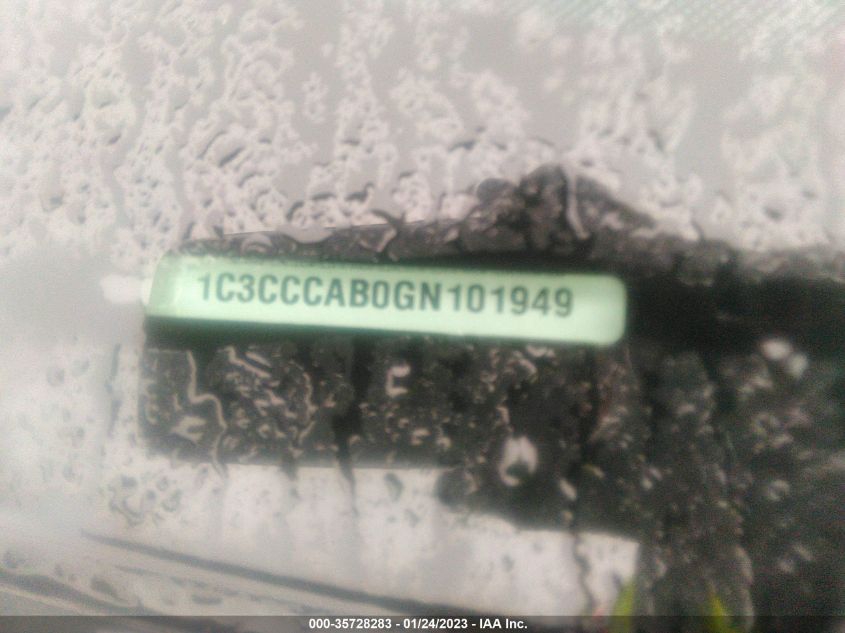 1C3CCCAB0GN101949
000-35728283 - 01/24/2023 - IAA Inc.